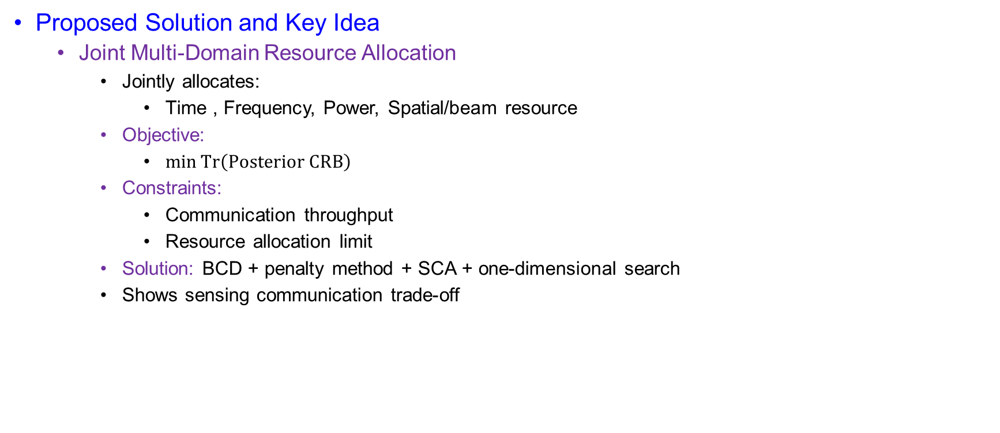 • Proposed Solution and Key Idea
• Joint Multi-Domain Resource Allocation
• Jointly allocates:
• Time , Frequency, Power, Spatial/beam resource
• Objective:
• min Tr(Posterior CRB)
• Constraints:
• Communication throughput
• Resource allocation limit
• Solution: BCD + penalty method + SCA + one-dimensional search
• Shows sensing communication trade-off